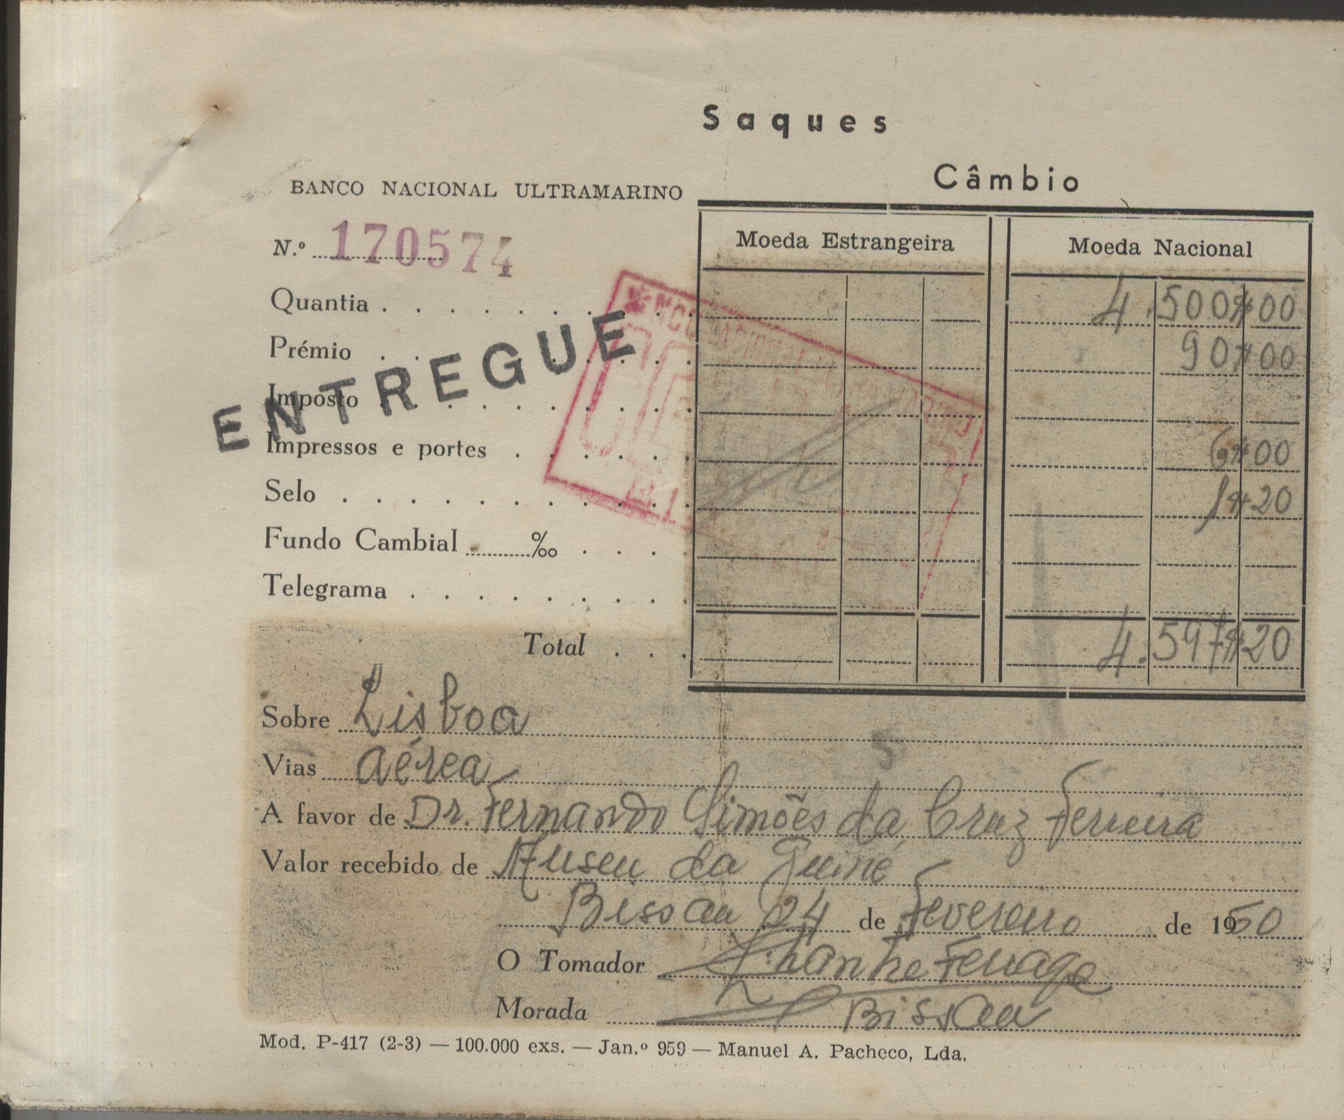 Saques
Câmbio
BANCO NACIONAL ULTRAMARINO
N.º 170574
Moeda Estrangeira Moeda Nacional
Quantia . . . . . . . 4.500$00
Prémio . . . . . . . 90$00
ENTREGUE
Imposto . . . . . . .
Impressos e portes . . . . 6$00
Selo . . . . . . . . 1$20
Fundo Cambial ........‰ . . .
Telegrama . . . . . . . .
Total . . . 4.597$20
Sobre Lisboa
Vias aérea
A favor de Dr. Fernando Simões da Cruz Ferreira
Valor recebido de Museu da Guiné
Bissau 24 de Fevereiro de 1950
O Tomador
Morada Bissau
Mod. P-417 (2-3) — 100.000 exs. — Jan.º 959 — Manuel A. Pacheco, Lda.